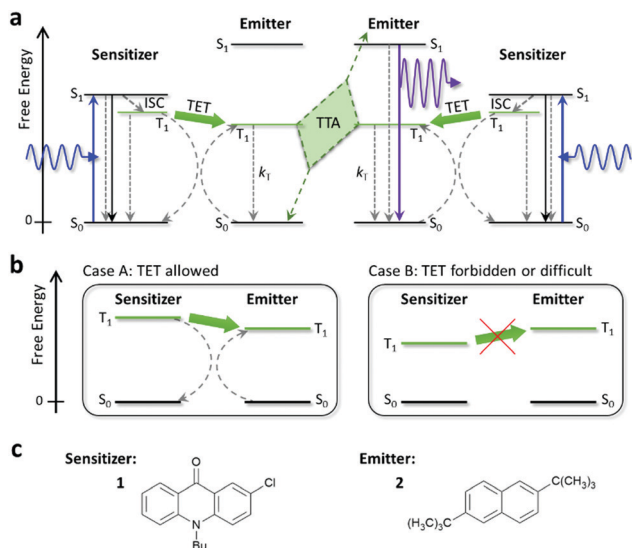 a
Free Energy
0
Sensitizer
S1
ISC
T1
TET
S0
Emitter
S1
T1
kT
S0
TTA
Emitter
S1
T1
kT
S0
Sensitizer
TET
ISC
S1
T1
S0
b
Free Energy
0
Case A: TET allowed
Sensitizer
Emitter
T1
T1
S0
S0
Case B: TET forbidden or difficult
Sensitizer
Emitter
T1
T1
S0
S0
c
Sensitizer:
1
O
Cl
N
Bu
Emitter:
2
C(CH3)3
(H3C)3C